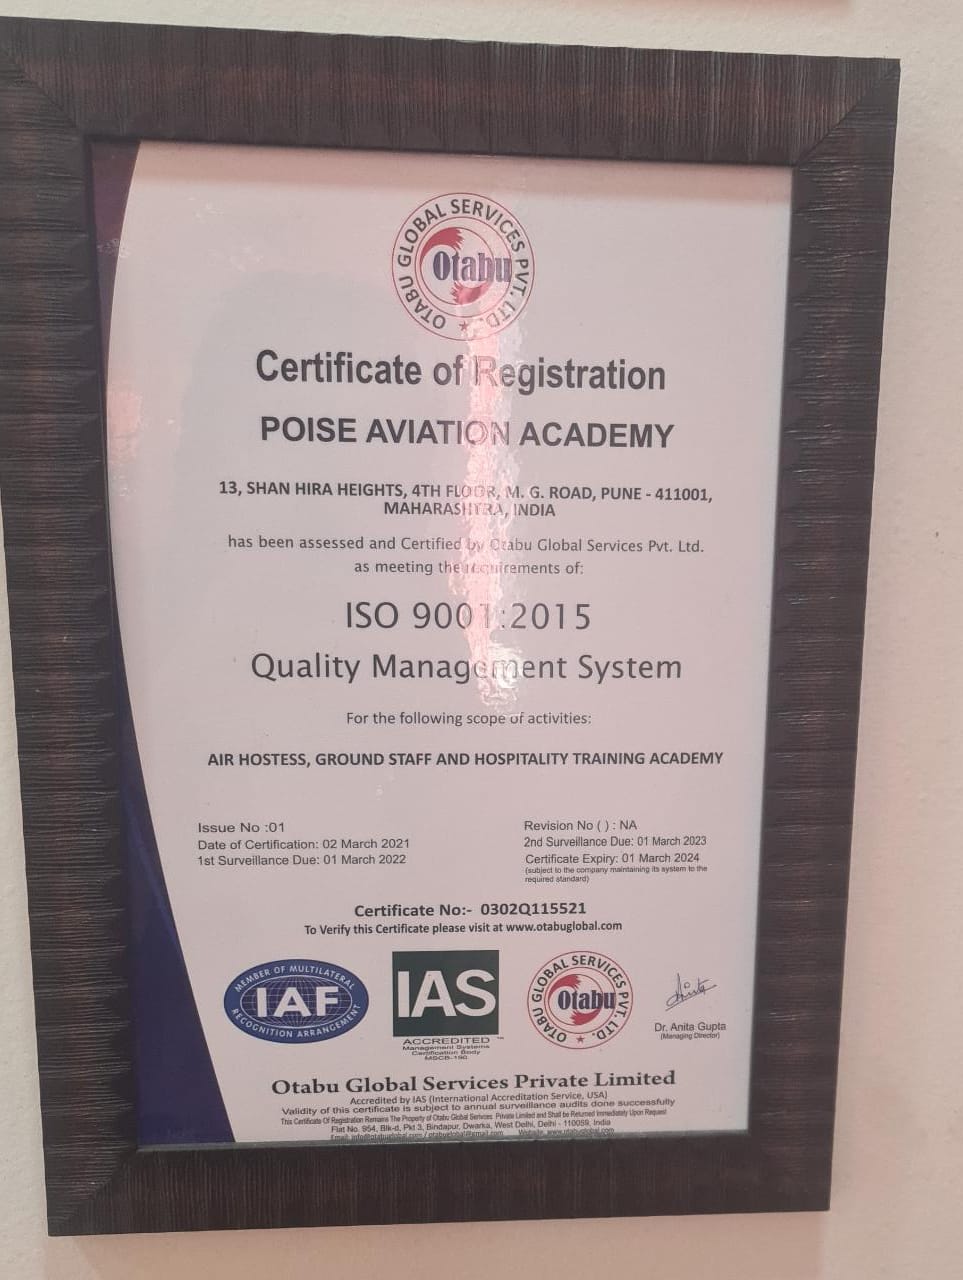 OTABU GLOBAL SERVICES PVT. LTD.
Otabu
Certificate of Registration
POISE AVIATION ACADEMY
13, SHAN HIRA HEIGHTS, 4TH FLOOR, M. G. ROAD, PUNE - 411001,
MAHARASHTRA, INDIA
has been assessed and Certified by Otabu Global Services Pvt. Ltd.
as meeting the requirements of:
ISO 9001:2015
Quality Management System
For the following scope of activities:
AIR HOSTESS, GROUND STAFF AND HOSPITALITY TRAINING ACADEMY
Issue No :01
Date of Certification: 02 March 2021
1st Surveillance Due: 01 March 2022
Revision No ( ) : NA
2nd Surveillance Due: 01 March 2023
Certificate Expiry: 01 March 2024
(subject to the company maintaining its system to the
required standard)
Certificate No:- 0302Q115521
To Verify this Certificate please visit at www.otabuglobal.com
MEMBER OF MULTILATERAL
IAF
RECOGNITION ARRANGEMENT
IAS
ACCREDITED™
Management Systems
Certification Body
MSCB-190
OTABU GLOBAL SERVICES PVT. LTD.
Otabu
Anita
Dr. Anita Gupta
(Managing Director)
Otabu Global Services Private Limited
Accredited by IAS (International Accreditation Service, USA)
Validity of this certificate is subject to annual surveillance audits done successfully
This Certificate Of Registration Remains The Property of Otabu Global Services Private Limited and Shall be Returned Immediately Upon Request
Flat No. 954, Blk-d, Pkt 3, Bindapur, Dwarka, West Delhi, Delhi - 110059, India
Email: info@otabuglobal.com / otabuglobal@gmail.com Website: www.otabuglobal.com